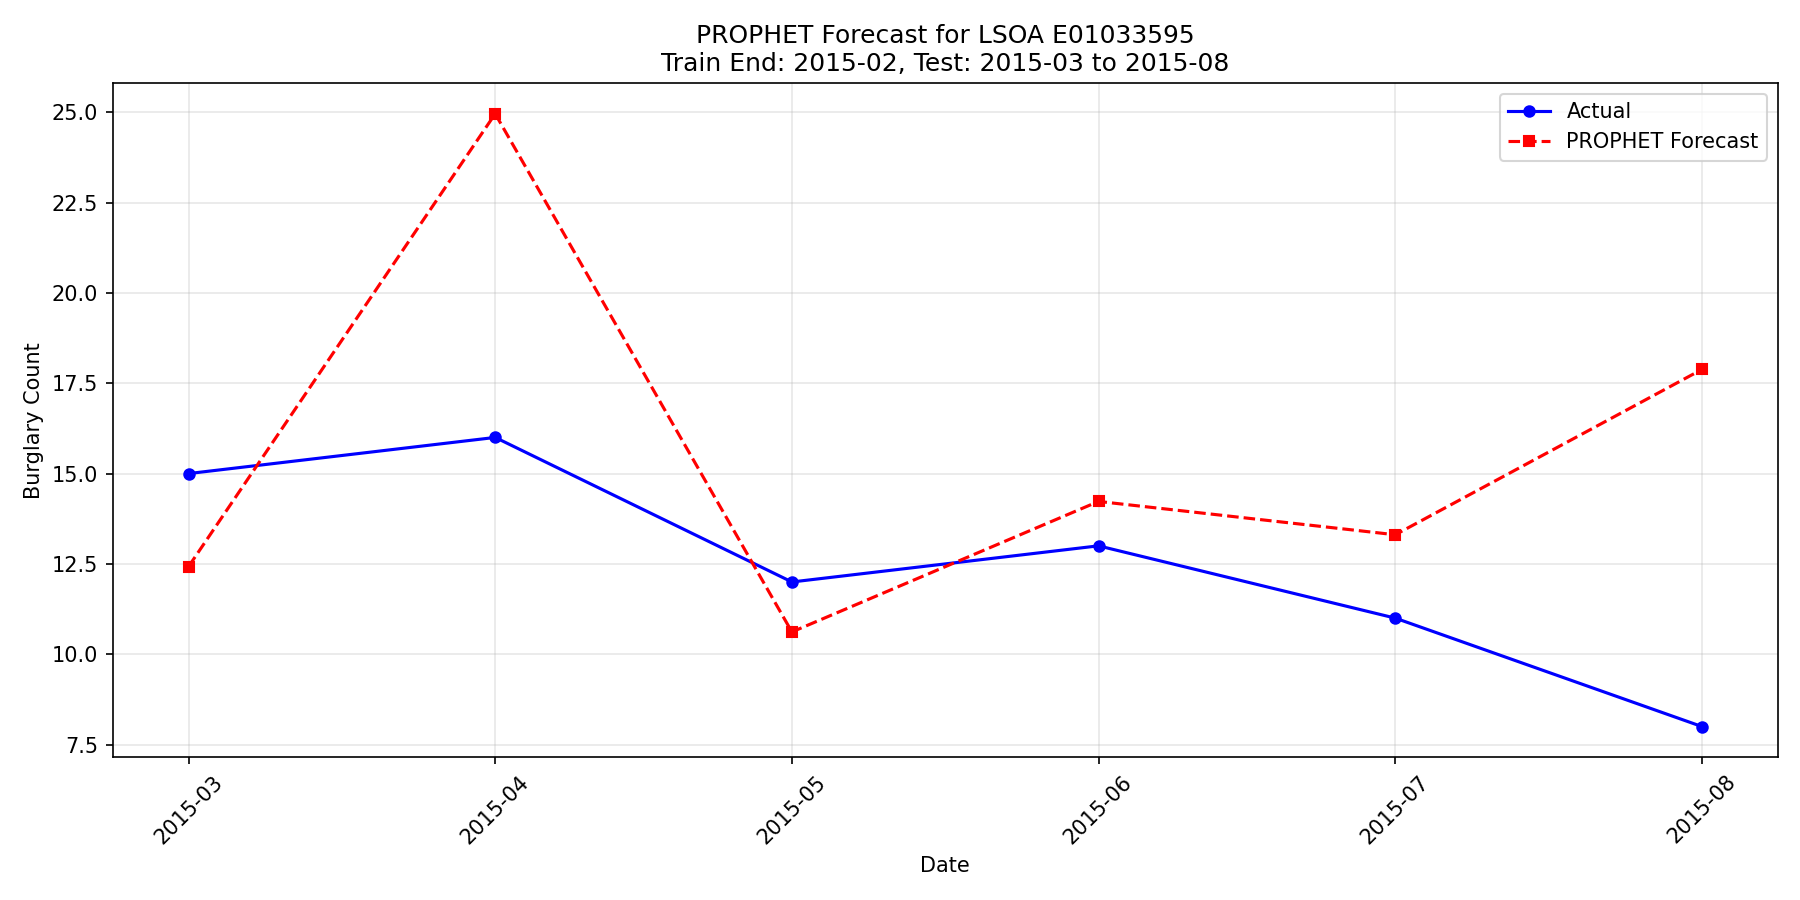 PROPHET Forecast for LSOA E01033595
Train End: 2015-02, Test: 2015-03 to 2015-08
Actual
PROPHET Forecast
Burglary Count
25.0
22.5
20.0
17.5
15.0
12.5
10.0
7.5
2015-03
2015-04
2015-05
2015-06
2015-07
2015-08
Date